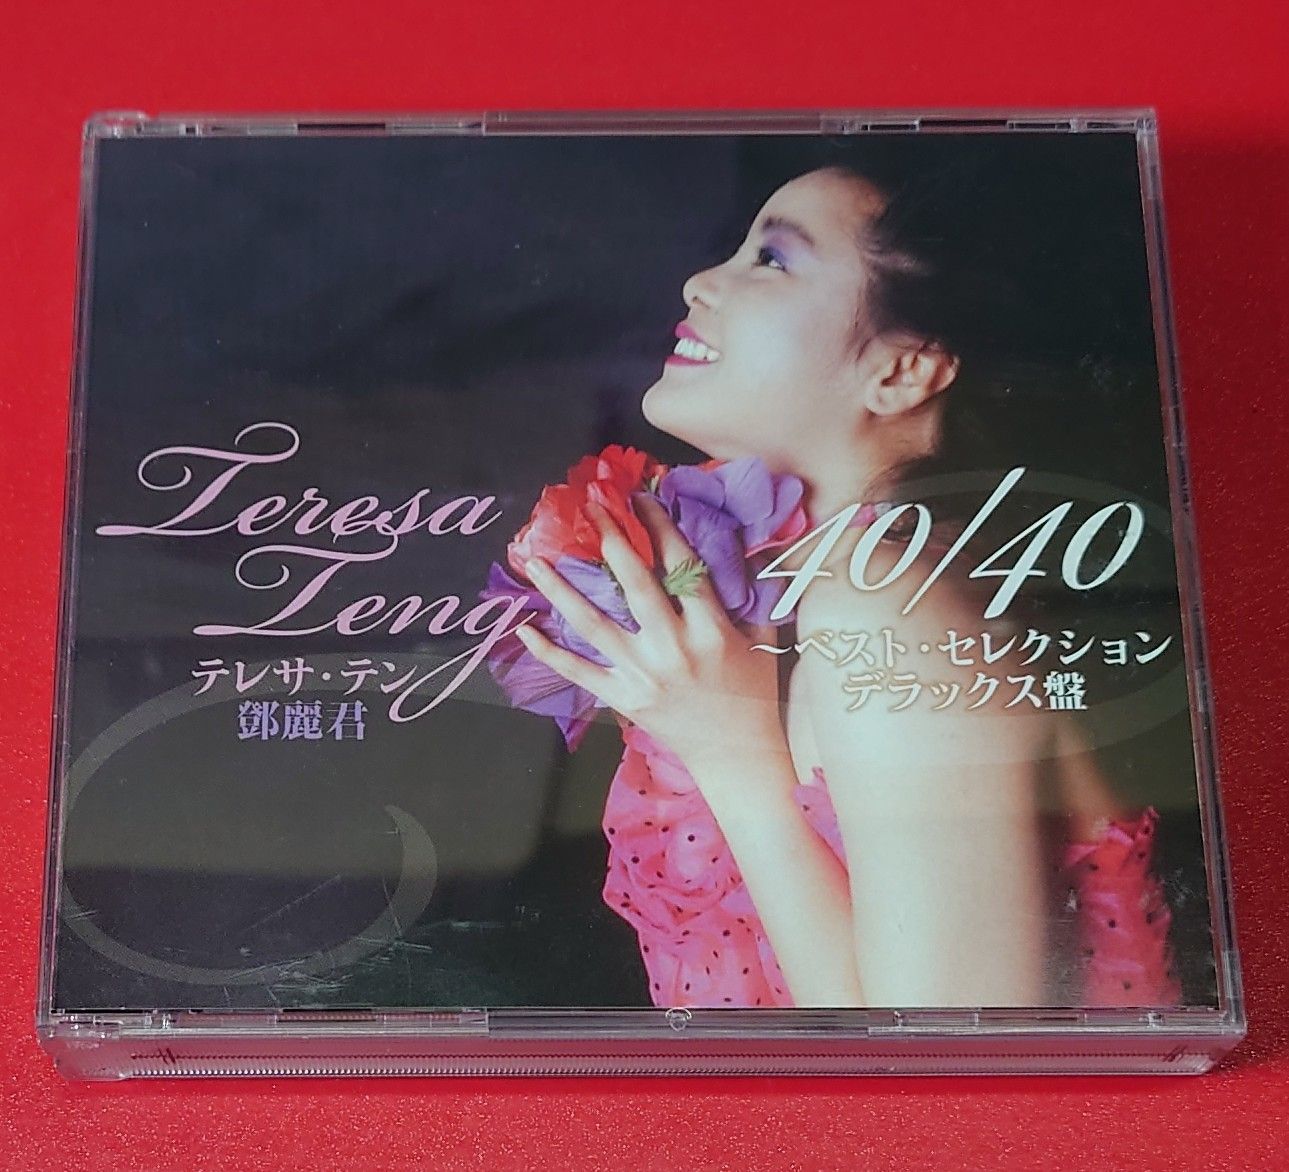 Teresa
Teng
テレサ・テン
鄧麗君
40/40
～ベスト・セレクション
デラックス盤